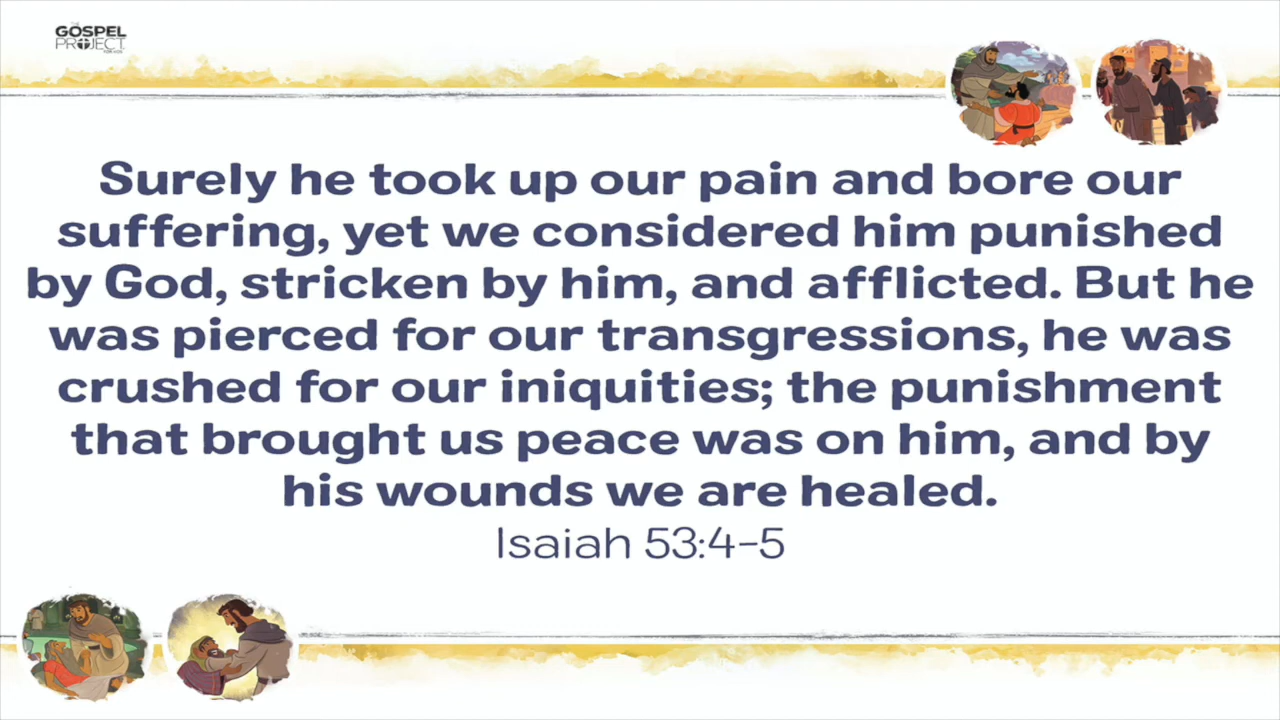 THE
GOSPEL
PROJECT
FOR KIDS
Surely he took up our pain and bore our
suffering, yet we considered him punished
by God, stricken by him, and afflicted. But he
was pierced for our transgressions, he was
crushed for our iniquities; the punishment
that brought us peace was on him, and by
his wounds we are healed.
Isaiah 53:4–5